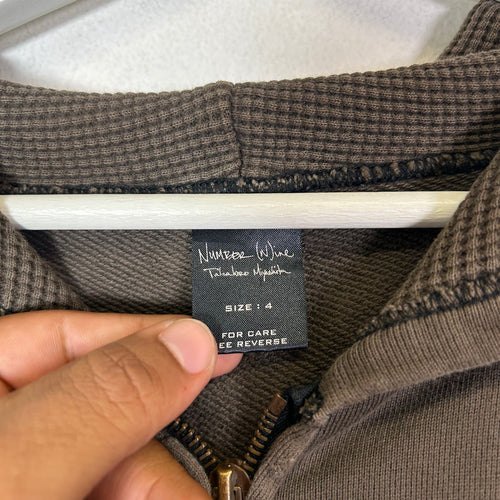 NUMBER (N)INE
Takahiro Miyashita
SIZE : 4
FOR CARE
EE REVERSE